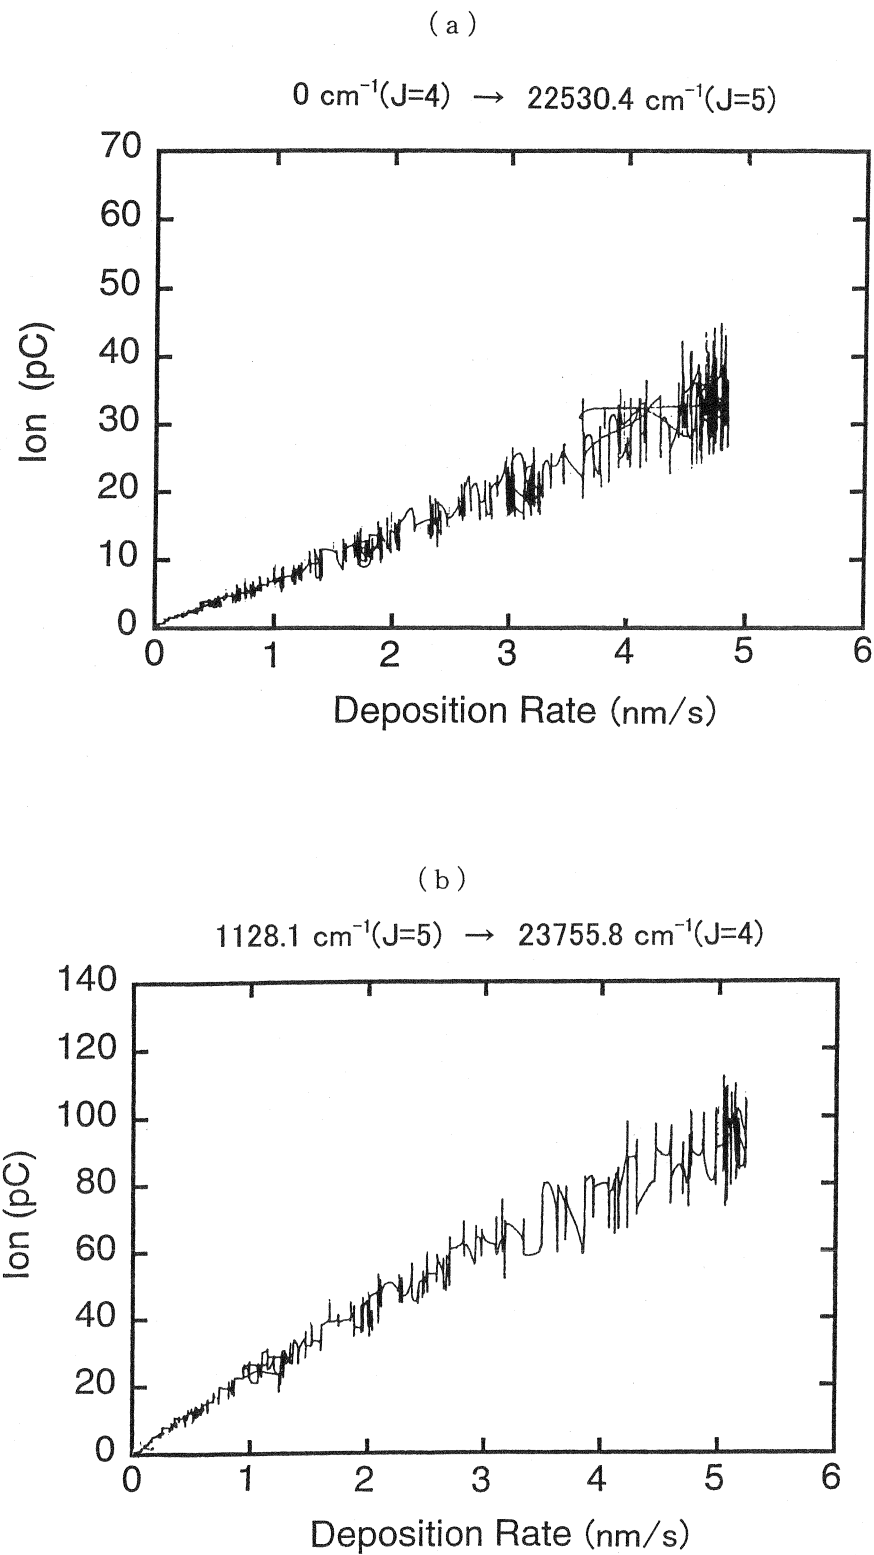 (a)
0 cm⁻¹(J=4) → 22530.4 cm⁻¹(J=5)
70
60
50
40
30
20
10
0
Ion (pC)
0 1 2 3 4 5 6
Deposition Rate (nm/s)
(b)
1128.1 cm⁻¹(J=5) → 23755.8 cm⁻¹(J=4)
140
120
100
80
60
40
20
0
Ion (pC)
0 1 2 3 4 5 6
Deposition Rate (nm/s)